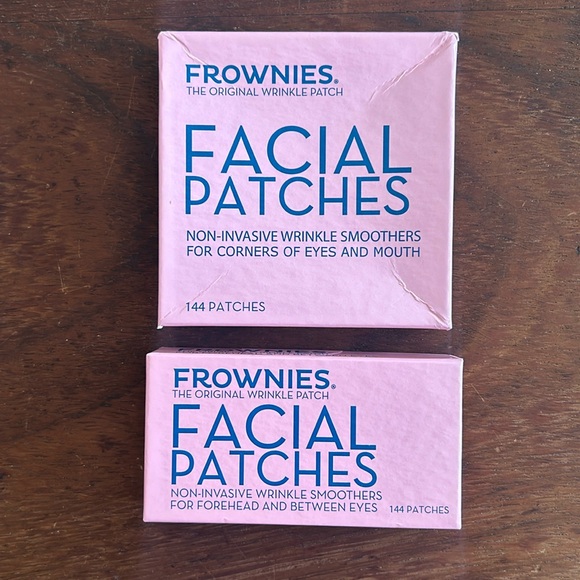 FROWNIES®
THE ORIGINAL WRINKLE PATCH
FACIAL
PATCHES
NON-INVASIVE WRINKLE SMOOTHERS
FOR CORNERS OF EYES AND MOUTH
144 PATCHES
FROWNIES®
THE ORIGINAL WRINKLE PATCH
FACIAL
PATCHES
NON-INVASIVE WRINKLE SMOOTHERS
FOR FOREHEAD AND BETWEEN EYES 144 PATCHES